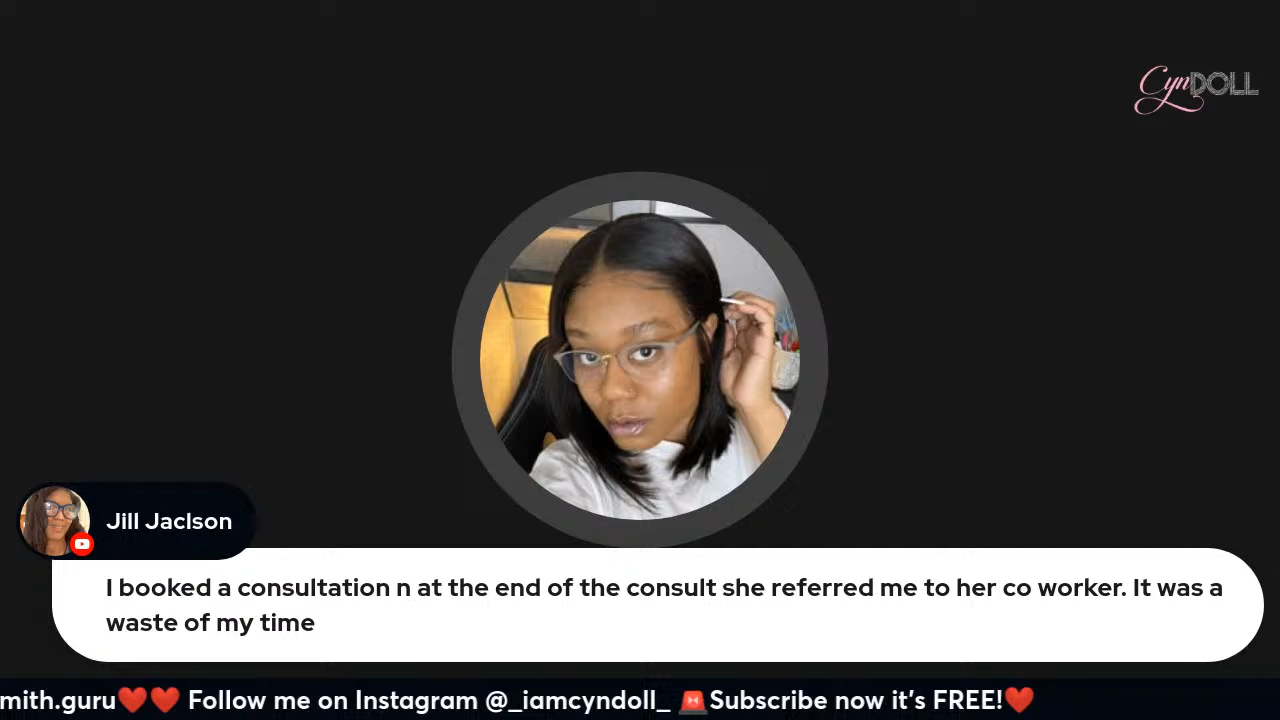 CynDOLL
Jill Jaclson
I booked a consultation n at the end of the consult she referred me to her co worker. It was a
waste of my time
mith.guru❤️❤️ Follow me on Instagram @_iamcyndoll_ 🚨Subscribe now it's FREE!❤️